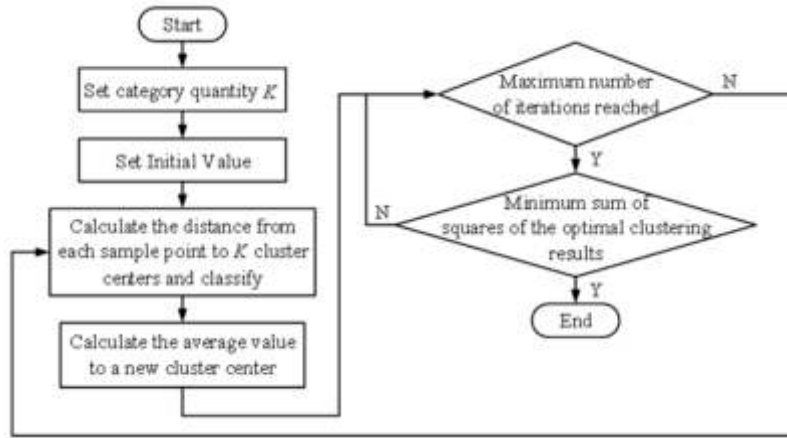 Start
Set category quantity K
Set Initial Value
Calculate the distance from
each sample point to K cluster
centers and classify
Calculate the average value
to a new cluster center
Maximum number
of iterations reached
N
Y
Minimum sum of
squares of the optimal clustering
results
N
Y
End